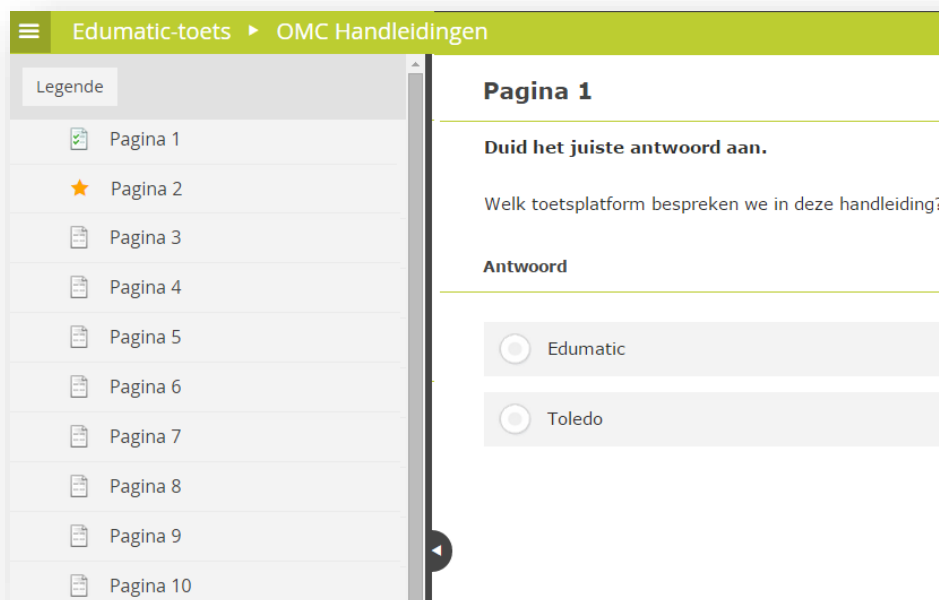 Edumatic-toets ▸ OMC Handleidingen
Legende
Pagina 1
Pagina 2
Pagina 3
Pagina 4
Pagina 5
Pagina 6
Pagina 7
Pagina 8
Pagina 9
Pagina 10
Pagina 1
Duid het juiste antwoord aan.
Welk toetsplatform bespreken we in deze handleiding?
Antwoord
Edumatic
Toledo